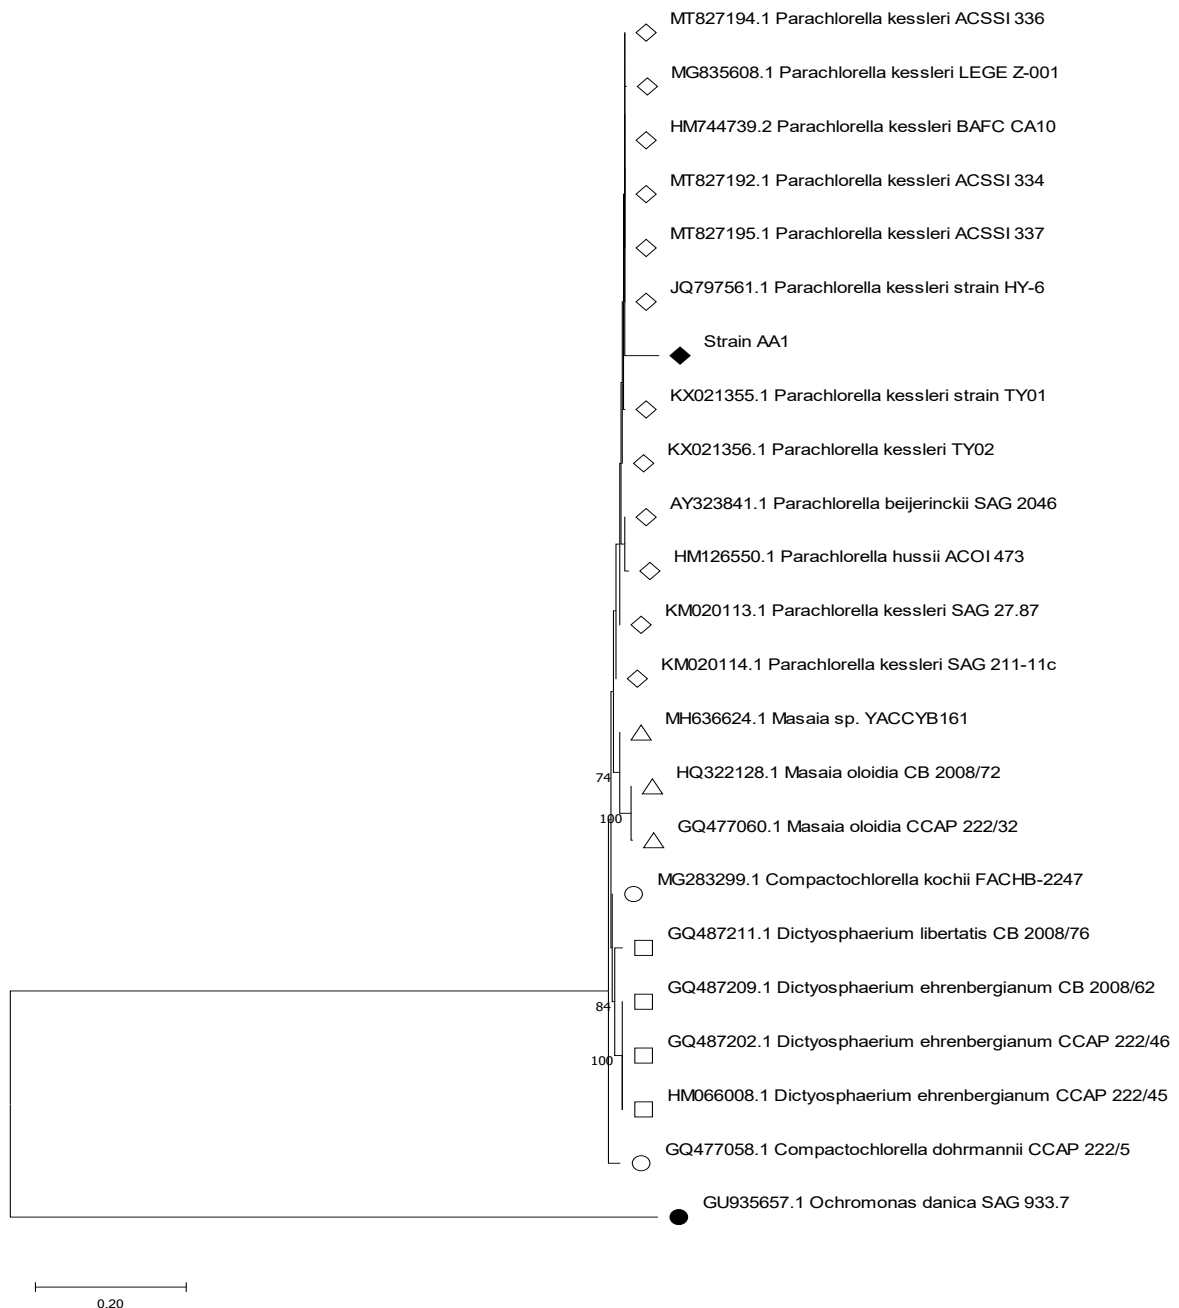 MT827194.1 Parachlorella kessleri ACSSI 336
MG835608.1 Parachlorella kessleri LEGE Z-001
HM744739.2 Parachlorella kessleri BAFC CA10
MT827192.1 Parachlorella kessleri ACSSI 334
MT827195.1 Parachlorella kessleri ACSSI 337
JQ797561.1 Parachlorella kessleri strain HY-6
Strain AA1
KX021355.1 Parachlorella kessleri strain TY01
KX021356.1 Parachlorella kessleri TY02
AY323841.1 Parachlorella beijerinckii SAG 2046
HM126550.1 Parachlorella hussii ACOI 473
KM020113.1 Parachlorella kessleri SAG 27.87
KM020114.1 Parachlorella kessleri SAG 211-11c
MH636624.1 Masaia sp. YACCYB161
74
HQ322128.1 Masaia oloidia CB 2008/72
100
GQ477060.1 Masaia oloidia CCAP 222/32
MG283299.1 Compactochlorella kochii FACHB-2247
GQ487211.1 Dictyosphaerium libertatis CB 2008/76
GQ487209.1 Dictyosphaerium ehrenbergianum CB 2008/62
84
GQ487202.1 Dictyosphaerium ehrenbergianum CCAP 222/46
100
HM066008.1 Dictyosphaerium ehrenbergianum CCAP 222/45
GQ477058.1 Compactochlorella dohrmannii CCAP 222/5
GU935657.1 Ochromonas danica SAG 933.7
0.20